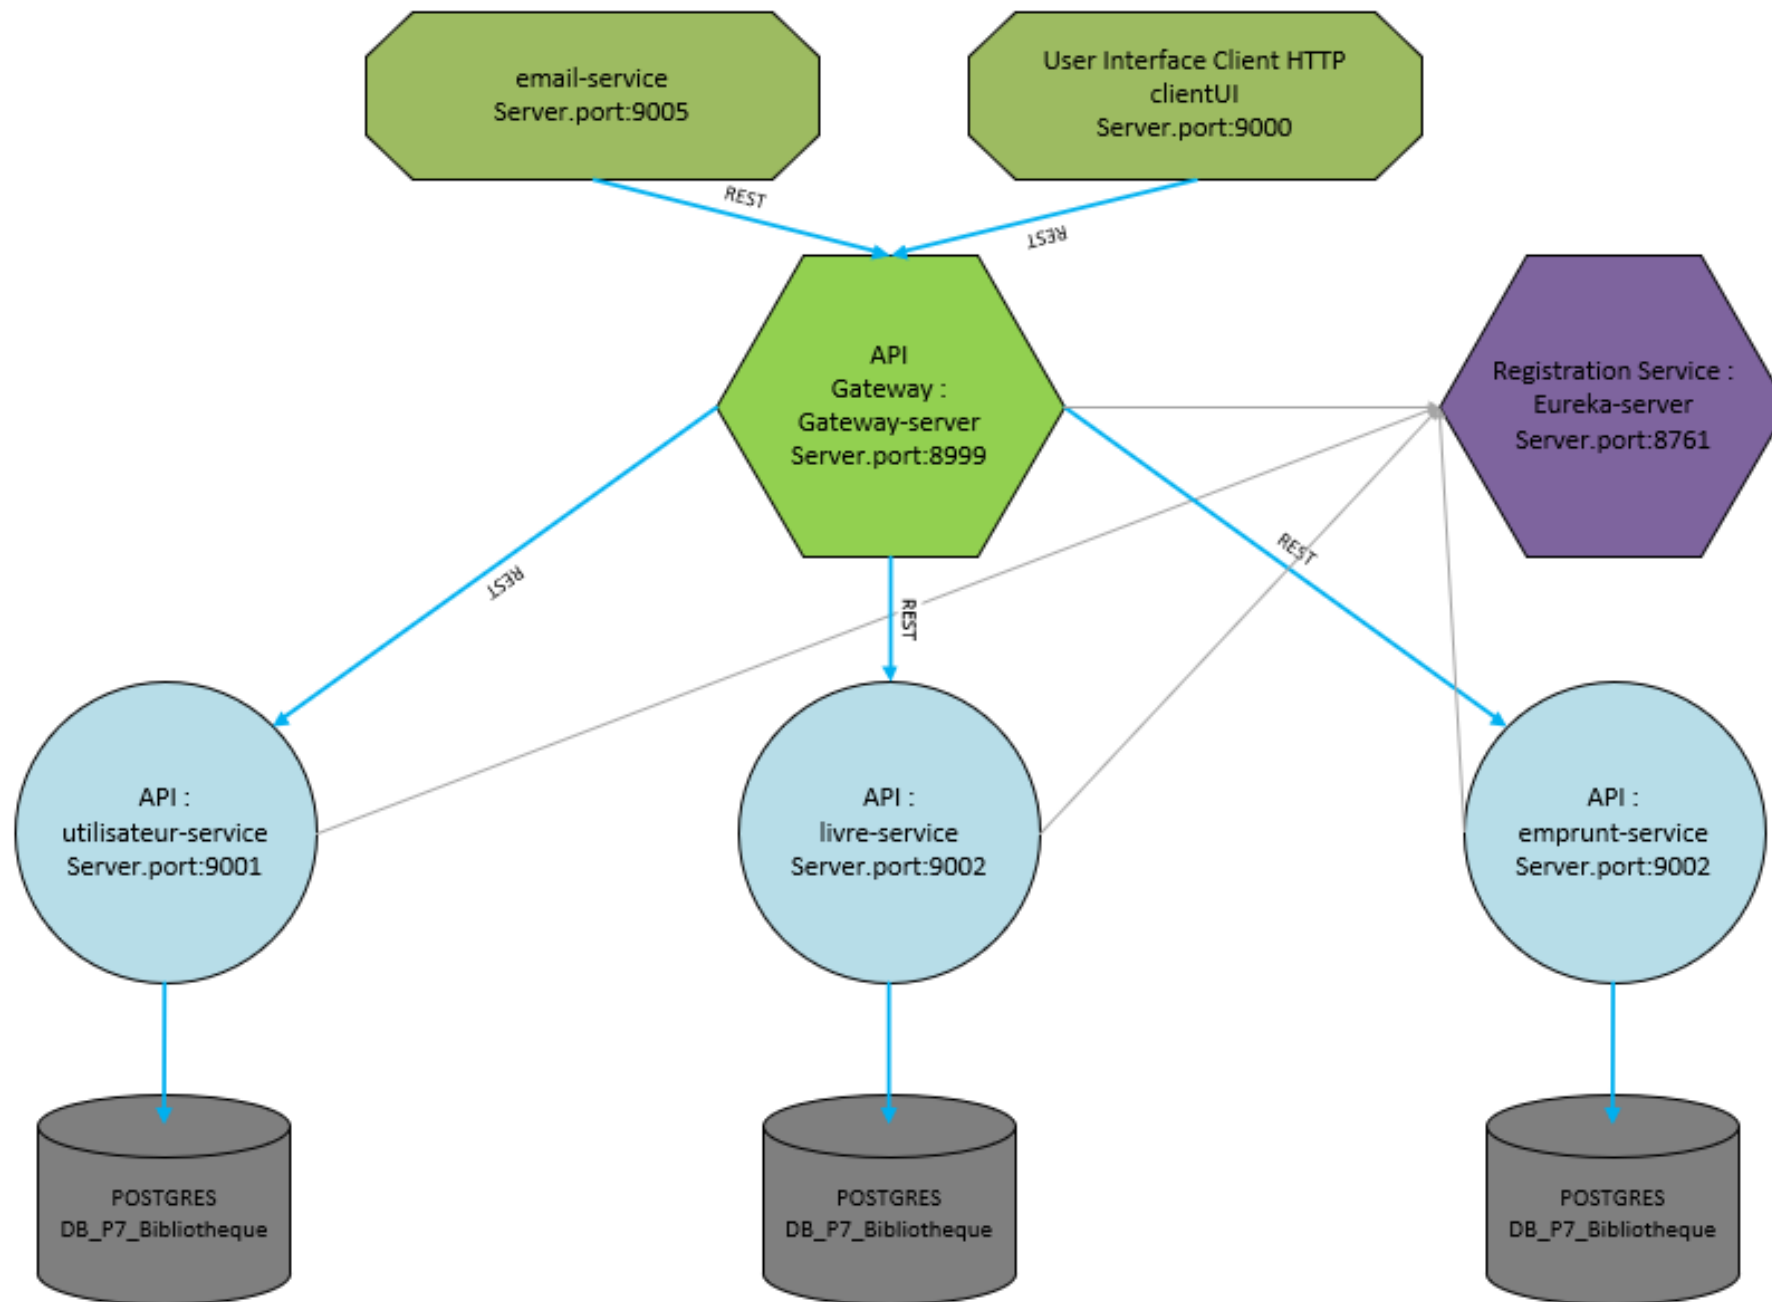 email-service
Server.port:9005
User Interface Client HTTP
clientUI
Server.port:9000
REST
REST
API
Gateway :
Gateway-server
Server.port:8999
Registration Service :
Eureka-server
Server.port:8761
REST
REST
REST
API :
utilisateur-service
Server.port:9001
API :
livre-service
Server.port:9002
API :
emprunt-service
Server.port:9002
POSTGRES
DB_P7_Bibliotheque
POSTGRES
DB_P7_Bibliotheque
POSTGRES
DB_P7_Bibliotheque